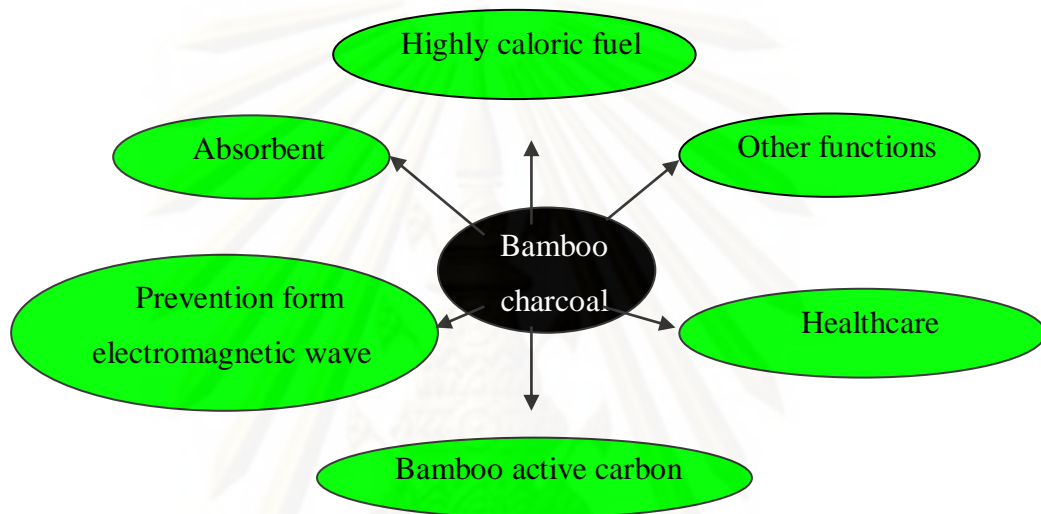 Highly caloric fuel
Absorbent
Other functions
Bamboo
charcoal
Prevention form
electromagnetic wave
Healthcare
Bamboo active carbon